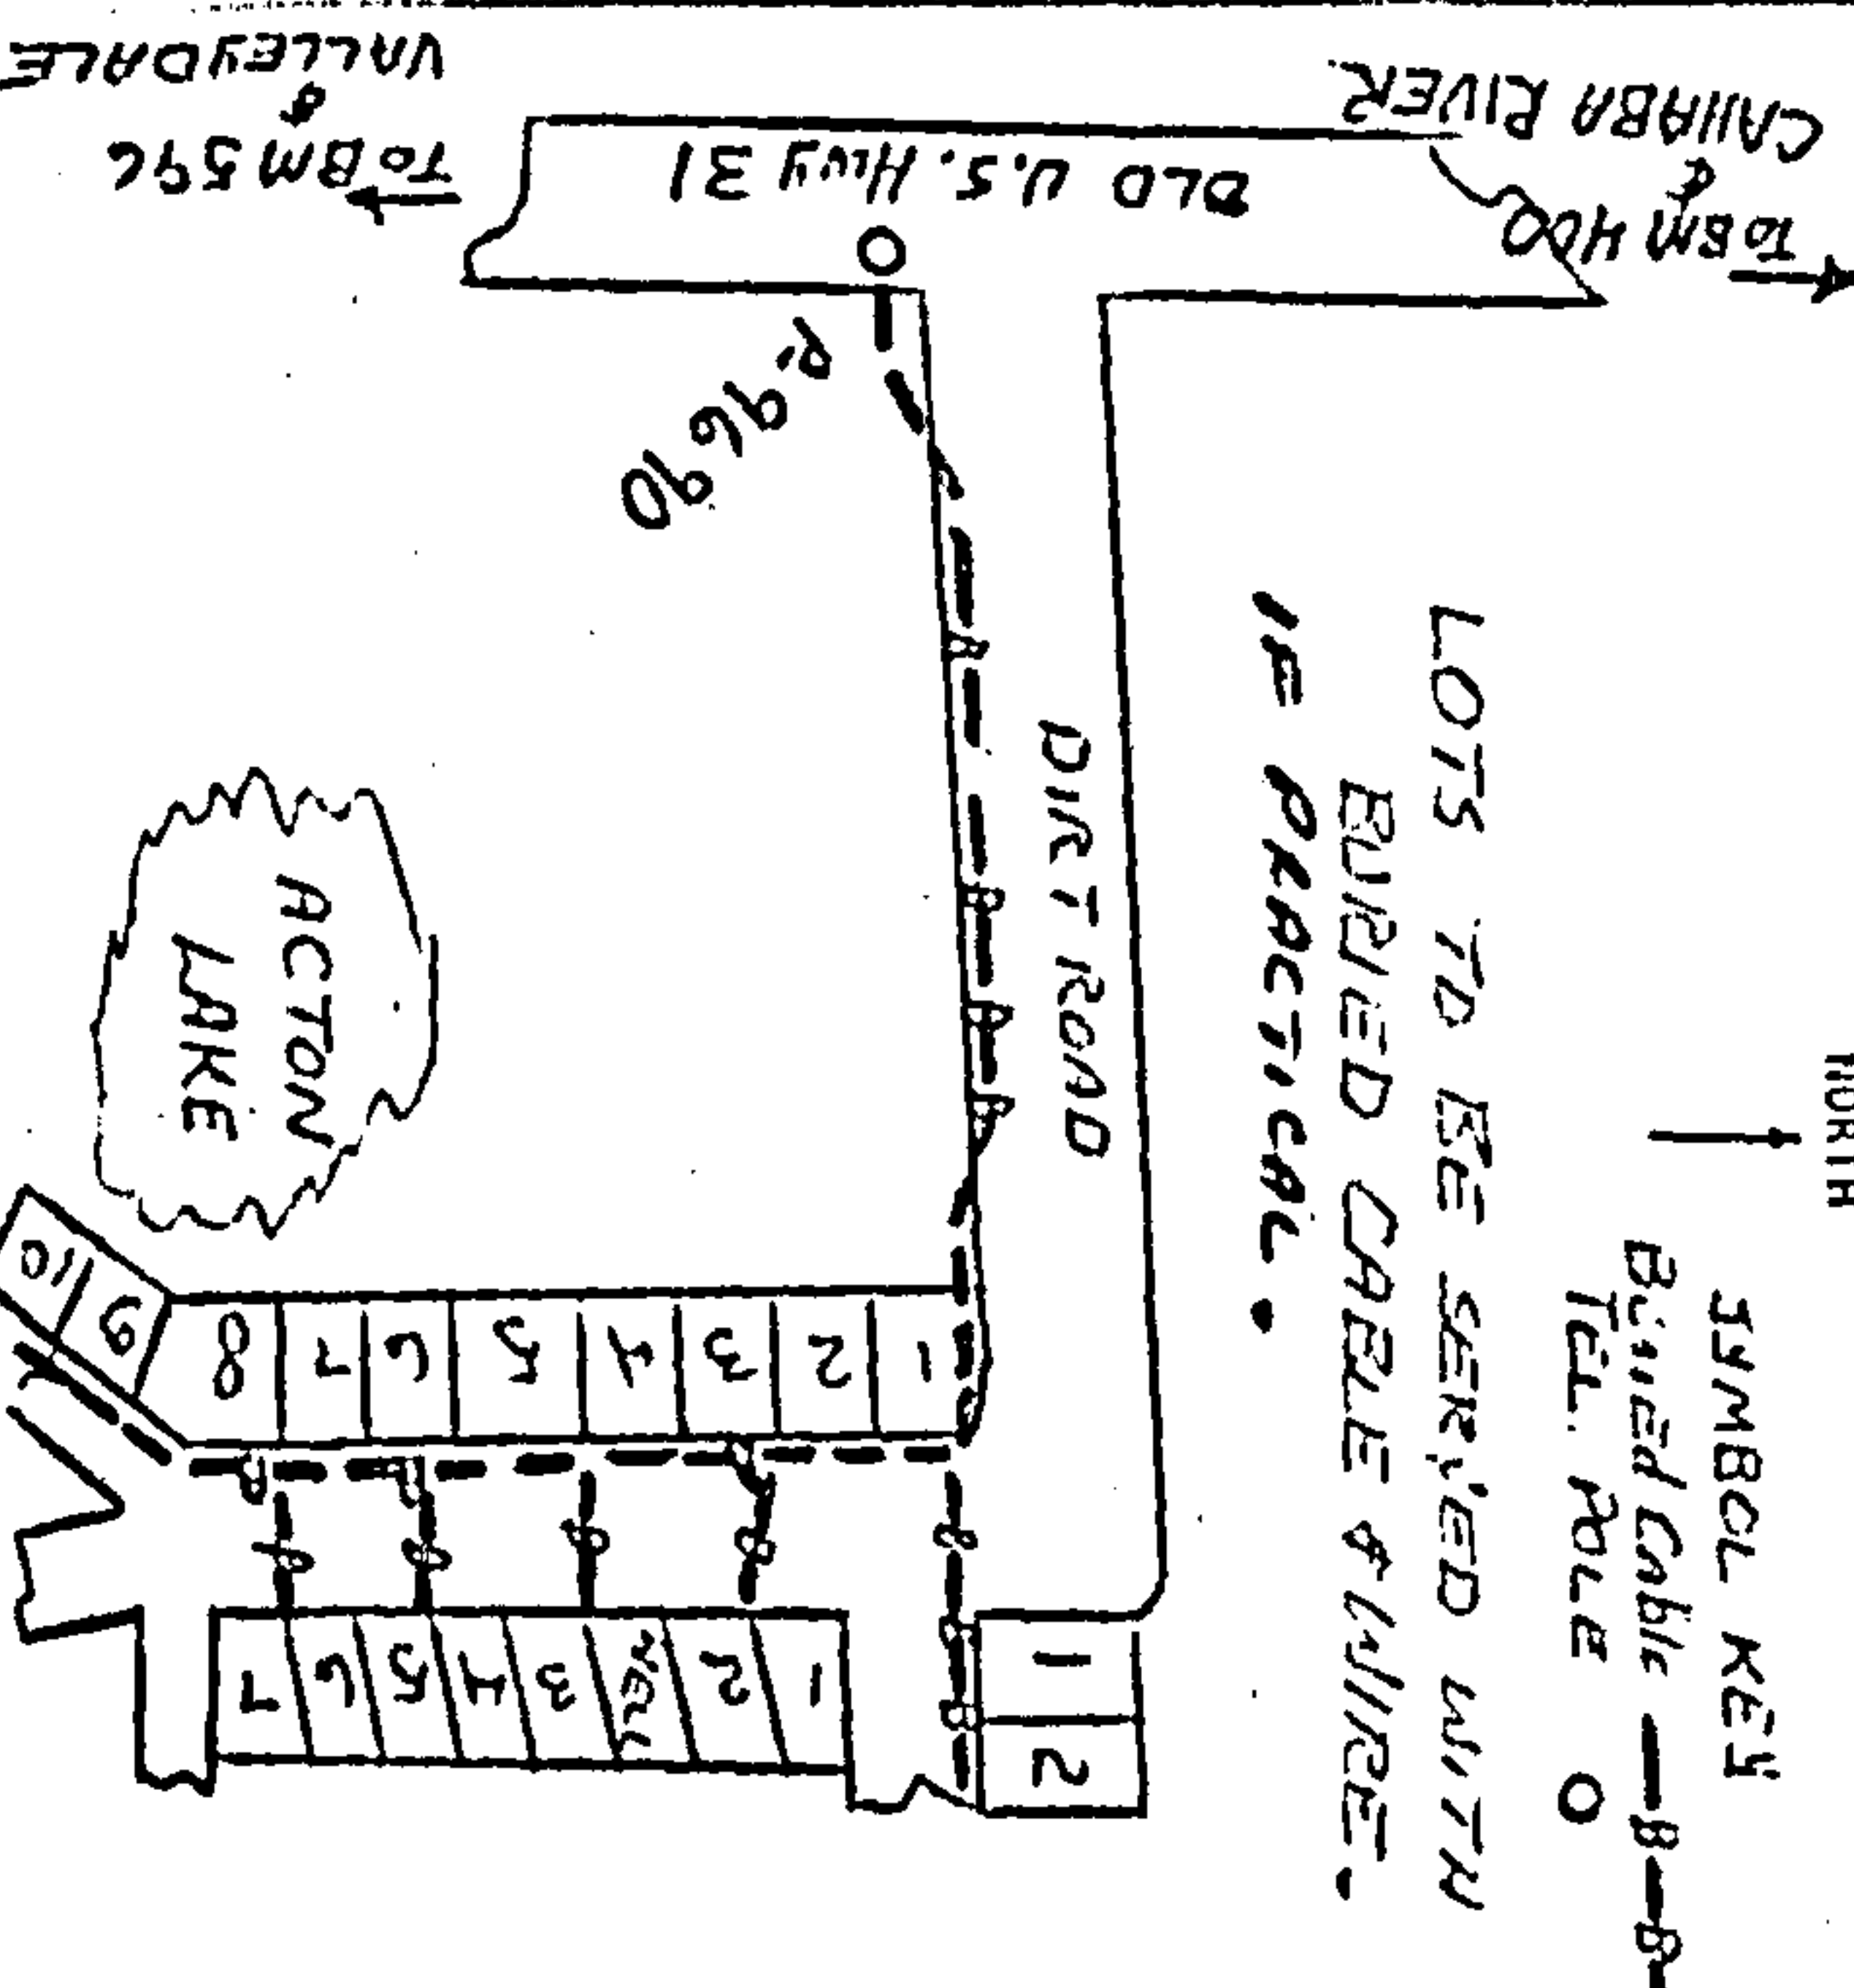 VALLEYDALE
&
TO BM 596
CAHABA RIVER
&
TO BM 400
OLD U.S. HWY 31
P. 9690
DIRT ROAD
LOTS TO BE SERVED WITH
BURIED CABLE & WIRE.
IF PRACTICAL.
NORTH
SYMBOL KEY
Buried Cable — B — B
TEL. POLE O
ACTON
LAKE
10 9 8 7 6 5 4 3 2 1
7 6 5 4 3 2 1
1
2